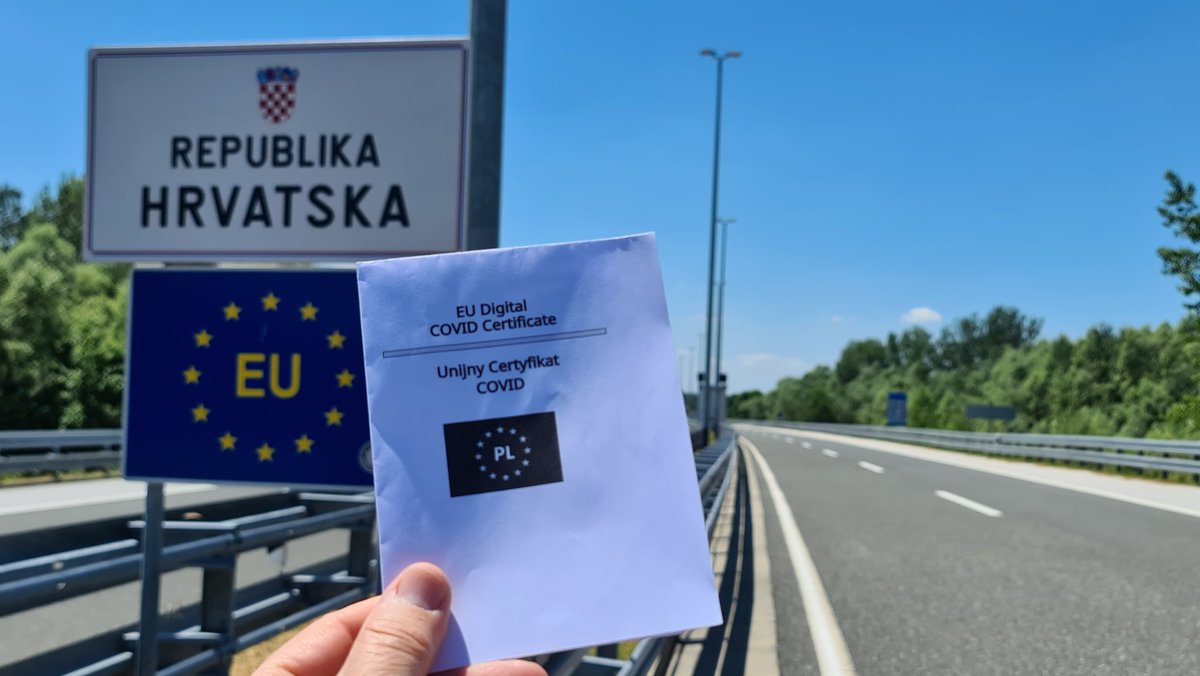 REPUBLIKA
HRVATSKA
EU
EU Digital
COVID Certificate
Unijny Certyfikat
COVID
PL